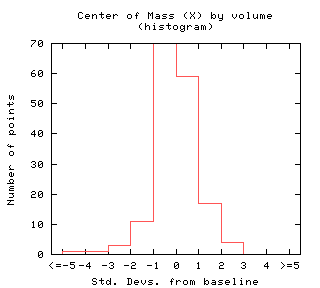 Center of Mass (X) by volume
(histogram)
Number of points
70
60
50
40
30
20
10
0
<=-5 -4 -3 -2 -1 0 1 2 3 4 >=5
Std. Devs. from baseline